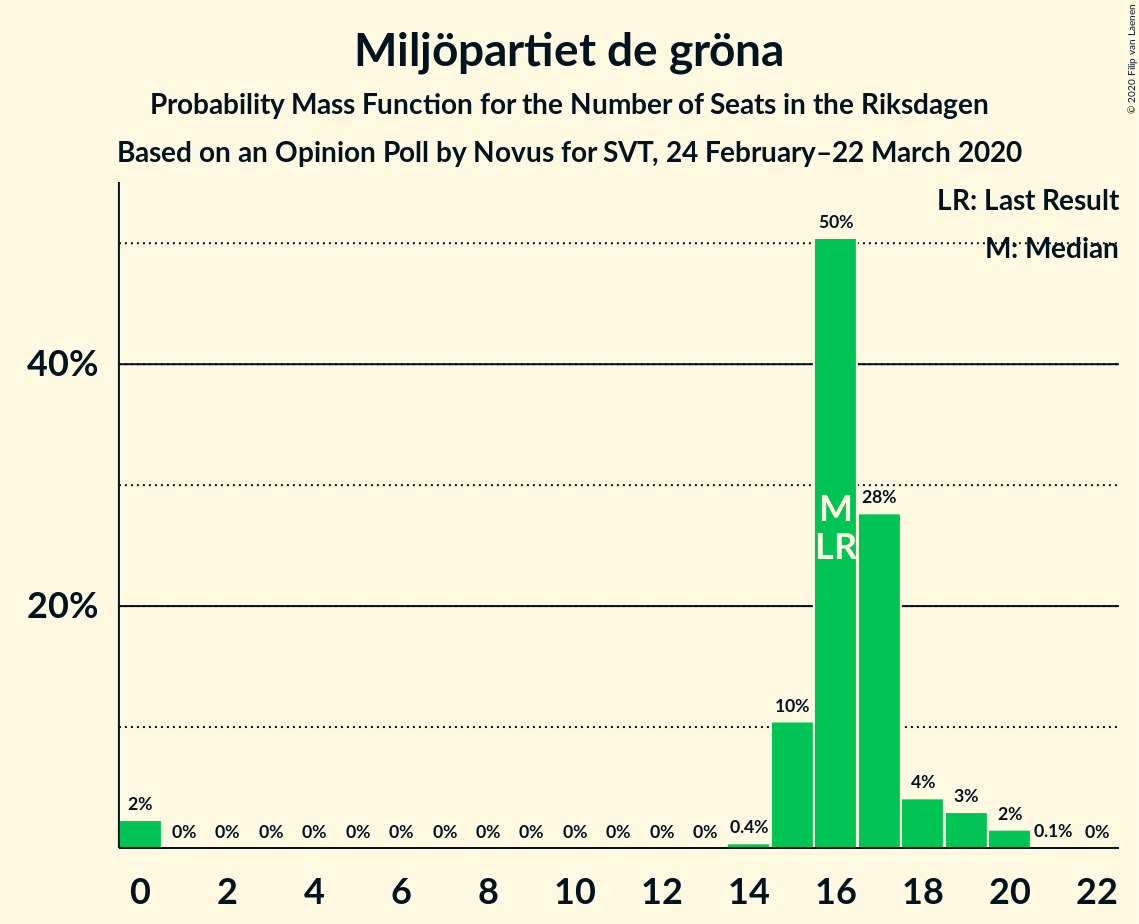 Miljöpartiet de gröna
Probability Mass Function for the Number of Seats in the Riksdagen
Based on an Opinion Poll by Novus for SVT, 24 February–22 March 2020
© 2020 Filip van Laenen
LR: Last Result
M: Median
40%
20%
2%
0%
0%
0%
0%
0%
0%
0%
0%
0%
0%
0%
0%
0%
0.4%
10%
50%
28%
4%
3%
2%
0.1%
0%
M
LR
0 2 4 6 8 10 12 14 16 18 20 22